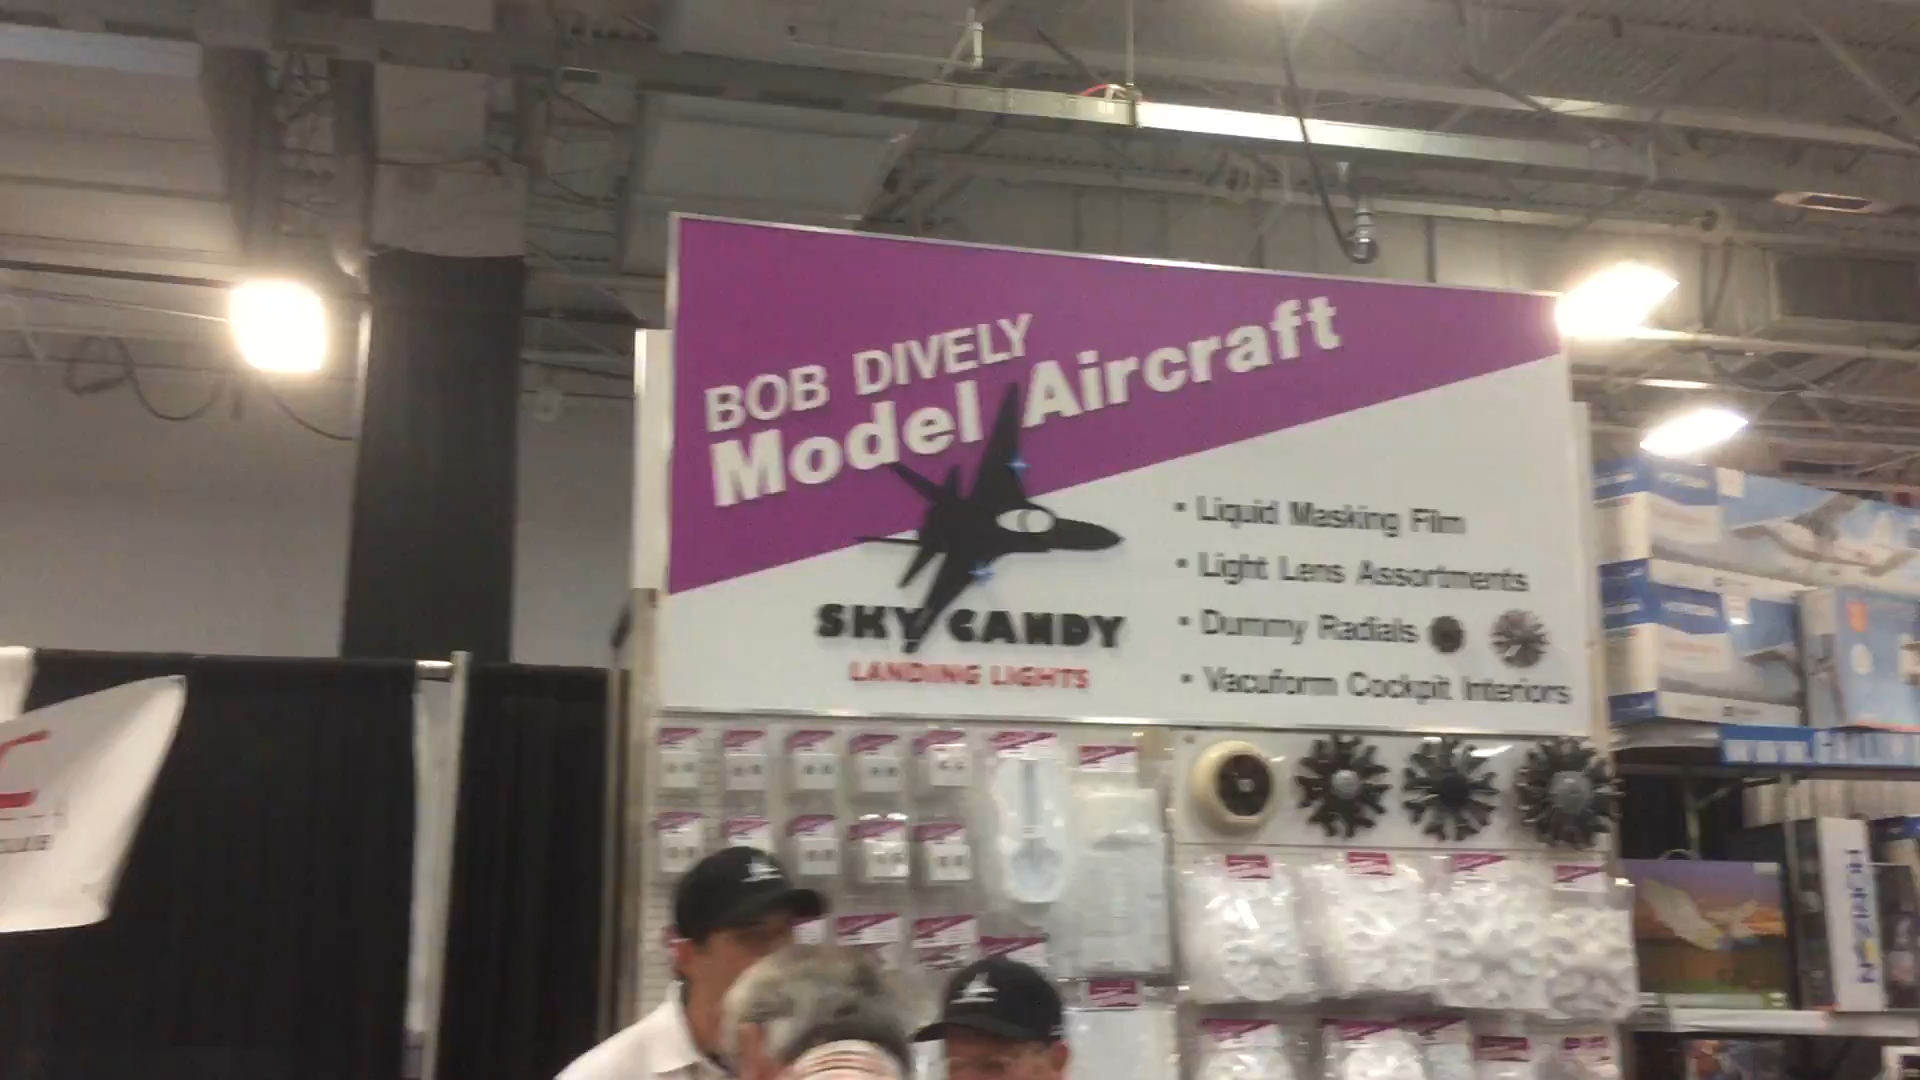 BOB DIVELY
Model Aircraft
SKY CANDY
LANDING LIGHTS
• Liquid Masking Film
• Light Lens Assortments
• Dummy Radials
• Vacuform Cockpit Interiors
HORIZON